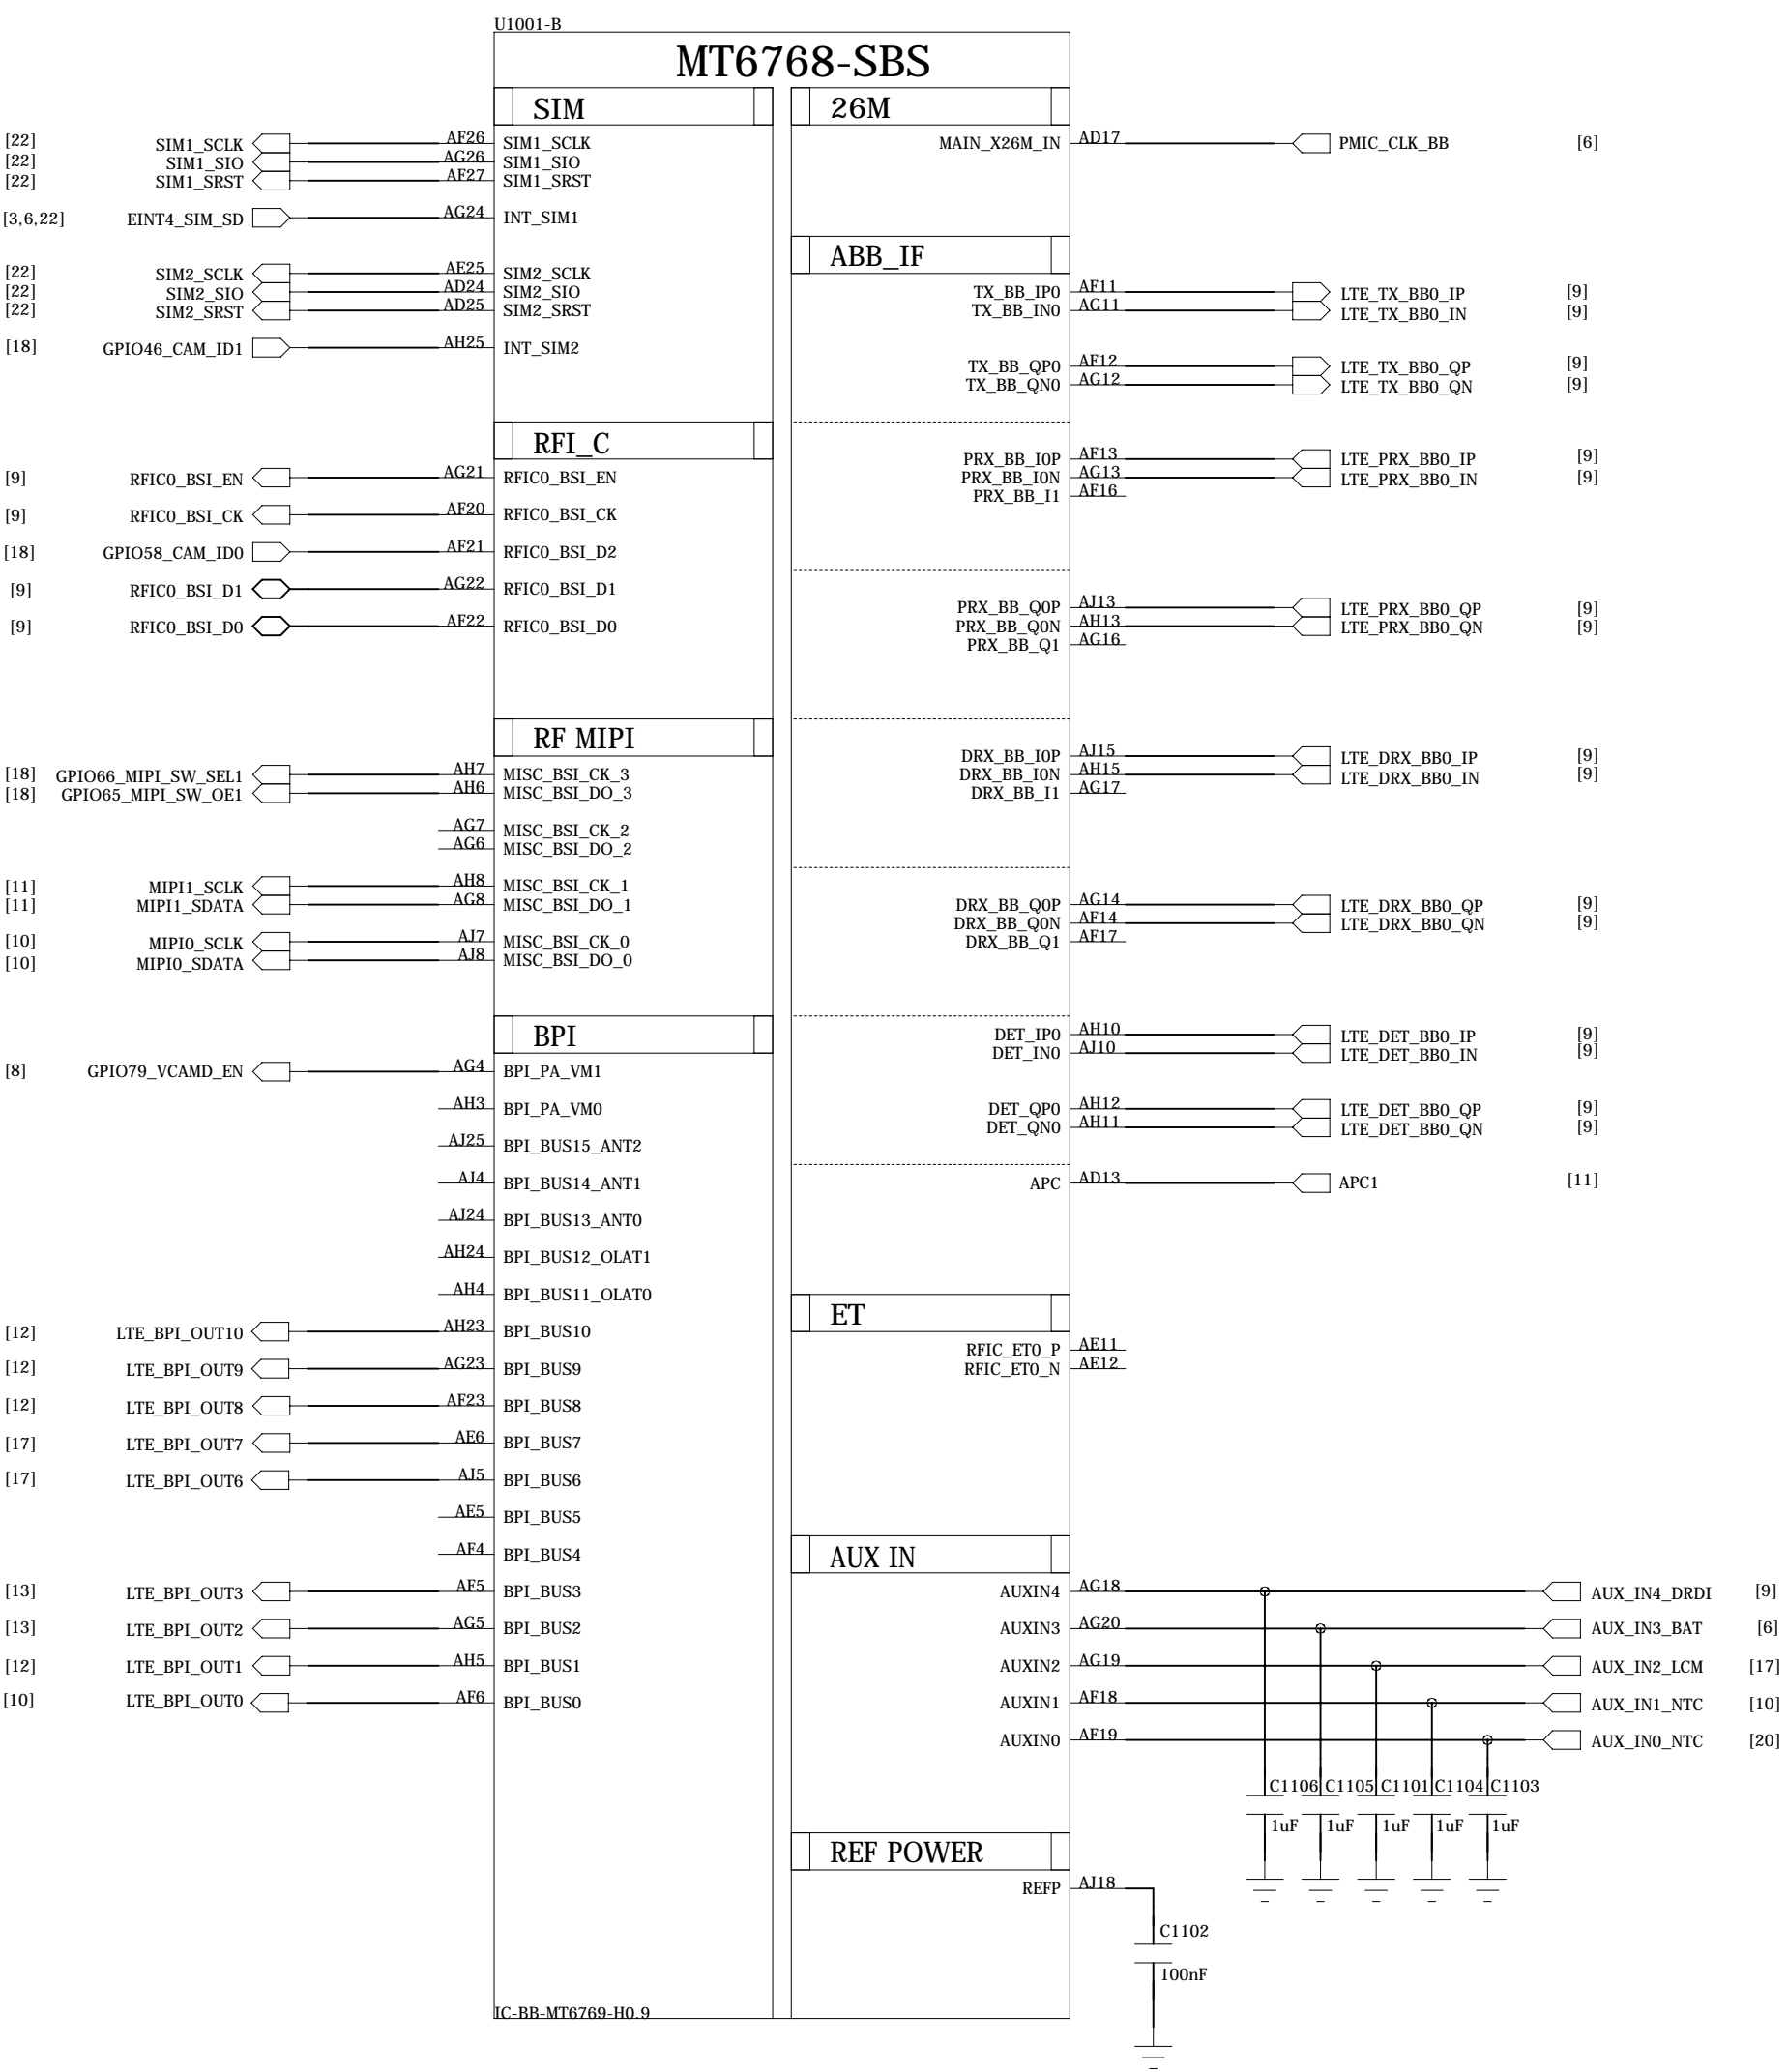 U1001-B
MT6768-SBS
SIM
[22] SIM1_SCLK AF26 SIM1_SCLK
[22] SIM1_SIO AG26 SIM1_SIO
[22] SIM1_SRST AF27 SIM1_SRST
[3,6,22] EINT4_SIM_SD AG24 INT_SIM1
[22] SIM2_SCLK AE25 SIM2_SCLK
[22] SIM2_SIO AD24 SIM2_SIO
[22] SIM2_SRST AD25 SIM2_SRST
[18] GPIO46_CAM_ID1 AH25 INT_SIM2
RFI_C
[9] RFIC0_BSI_EN AG21 RFIC0_BSI_EN
[9] RFIC0_BSI_CK AF20 RFIC0_BSI_CK
[18] GPIO58_CAM_ID0 AF21 RFIC0_BSI_D2
[9] RFIC0_BSI_D1 AG22 RFIC0_BSI_D1
[9] RFIC0_BSI_D0 AF22 RFIC0_BSI_D0
RF MIPI
[18] GPIO66_MIPI_SW_SEL1 AH7 MISC_BSI_CK_3
[18] GPIO65_MIPI_SW_OE1 AH6 MISC_BSI_DO_3
AG7 MISC_BSI_CK_2
AG6 MISC_BSI_DO_2
[11] MIPI1_SCLK AH8 MISC_BSI_CK_1
[11] MIPI1_SDATA AG8 MISC_BSI_DO_1
[10] MIPI0_SCLK AJ7 MISC_BSI_CK_0
[10] MIPI0_SDATA AJ8 MISC_BSI_DO_0
BPI
[8] GPIO79_VCAMD_EN AG4 BPI_PA_VM1
AH3 BPI_PA_VM0
AJ25 BPI_BUS15_ANT2
AJ4 BPI_BUS14_ANT1
AJ24 BPI_BUS13_ANT0
AH24 BPI_BUS12_OLAT1
AH4 BPI_BUS11_OLAT0
[12] LTE_BPI_OUT10 AH23 BPI_BUS10
[12] LTE_BPI_OUT9 AG23 BPI_BUS9
[12] LTE_BPI_OUT8 AF23 BPI_BUS8
[17] LTE_BPI_OUT7 AE6 BPI_BUS7
[17] LTE_BPI_OUT6 AJ5 BPI_BUS6
AE5 BPI_BUS5
AF4 BPI_BUS4
[13] LTE_BPI_OUT3 AF5 BPI_BUS3
[13] LTE_BPI_OUT2 AG5 BPI_BUS2
[12] LTE_BPI_OUT1 AH5 BPI_BUS1
[10] LTE_BPI_OUT0 AF6 BPI_BUS0
IC-BB-MT6769-H0.9
26M
MAIN_X26M_IN AD17 PMIC_CLK_BB [6]
ABB_IF
TX_BB_IP0 AF11 LTE_TX_BB0_IP [9]
TX_BB_IN0 AG11 LTE_TX_BB0_IN [9]
TX_BB_QP0 AF12 LTE_TX_BB0_QP [9]
TX_BB_QN0 AG12 LTE_TX_BB0_QN [9]
PRX_BB_I0P AF13 LTE_PRX_BB0_IP [9]
PRX_BB_I0N AG13 LTE_PRX_BB0_IN [9]
PRX_BB_I1 AF16
PRX_BB_Q0P AJ13 LTE_PRX_BB0_QP [9]
PRX_BB_Q0N AH13 LTE_PRX_BB0_QN [9]
PRX_BB_Q1 AG16
DRX_BB_I0P AJ15 LTE_DRX_BB0_IP [9]
DRX_BB_I0N AH15 LTE_DRX_BB0_IN [9]
DRX_BB_I1 AG17
DRX_BB_Q0P AG14 LTE_DRX_BB0_QP [9]
DRX_BB_Q0N AF14 LTE_DRX_BB0_QN [9]
DRX_BB_Q1 AF17
DET_IP0 AH10 LTE_DET_BB0_IP [9]
DET_IN0 AJ10 LTE_DET_BB0_IN [9]
DET_QP0 AH12 LTE_DET_BB0_QP [9]
DET_QN0 AH11 LTE_DET_BB0_QN [9]
APC AD13 APC1 [11]
ET
RFIC_ET0_P AE11
RFIC_ET0_N AE12
AUX IN
AUXIN4 AG18 AUX_IN4_DRDI [9]
AUXIN3 AG20 AUX_IN3_BAT [6]
AUXIN2 AG19 AUX_IN2_LCM [17]
AUXIN1 AF18 AUX_IN1_NTC [10]
AUXIN0 AF19 AUX_IN0_NTC [20]
C1106 C1105 C1101 C1104 C1103
1uF 1uF 1uF 1uF 1uF
REF POWER
REFP AJ18
C1102
100nF